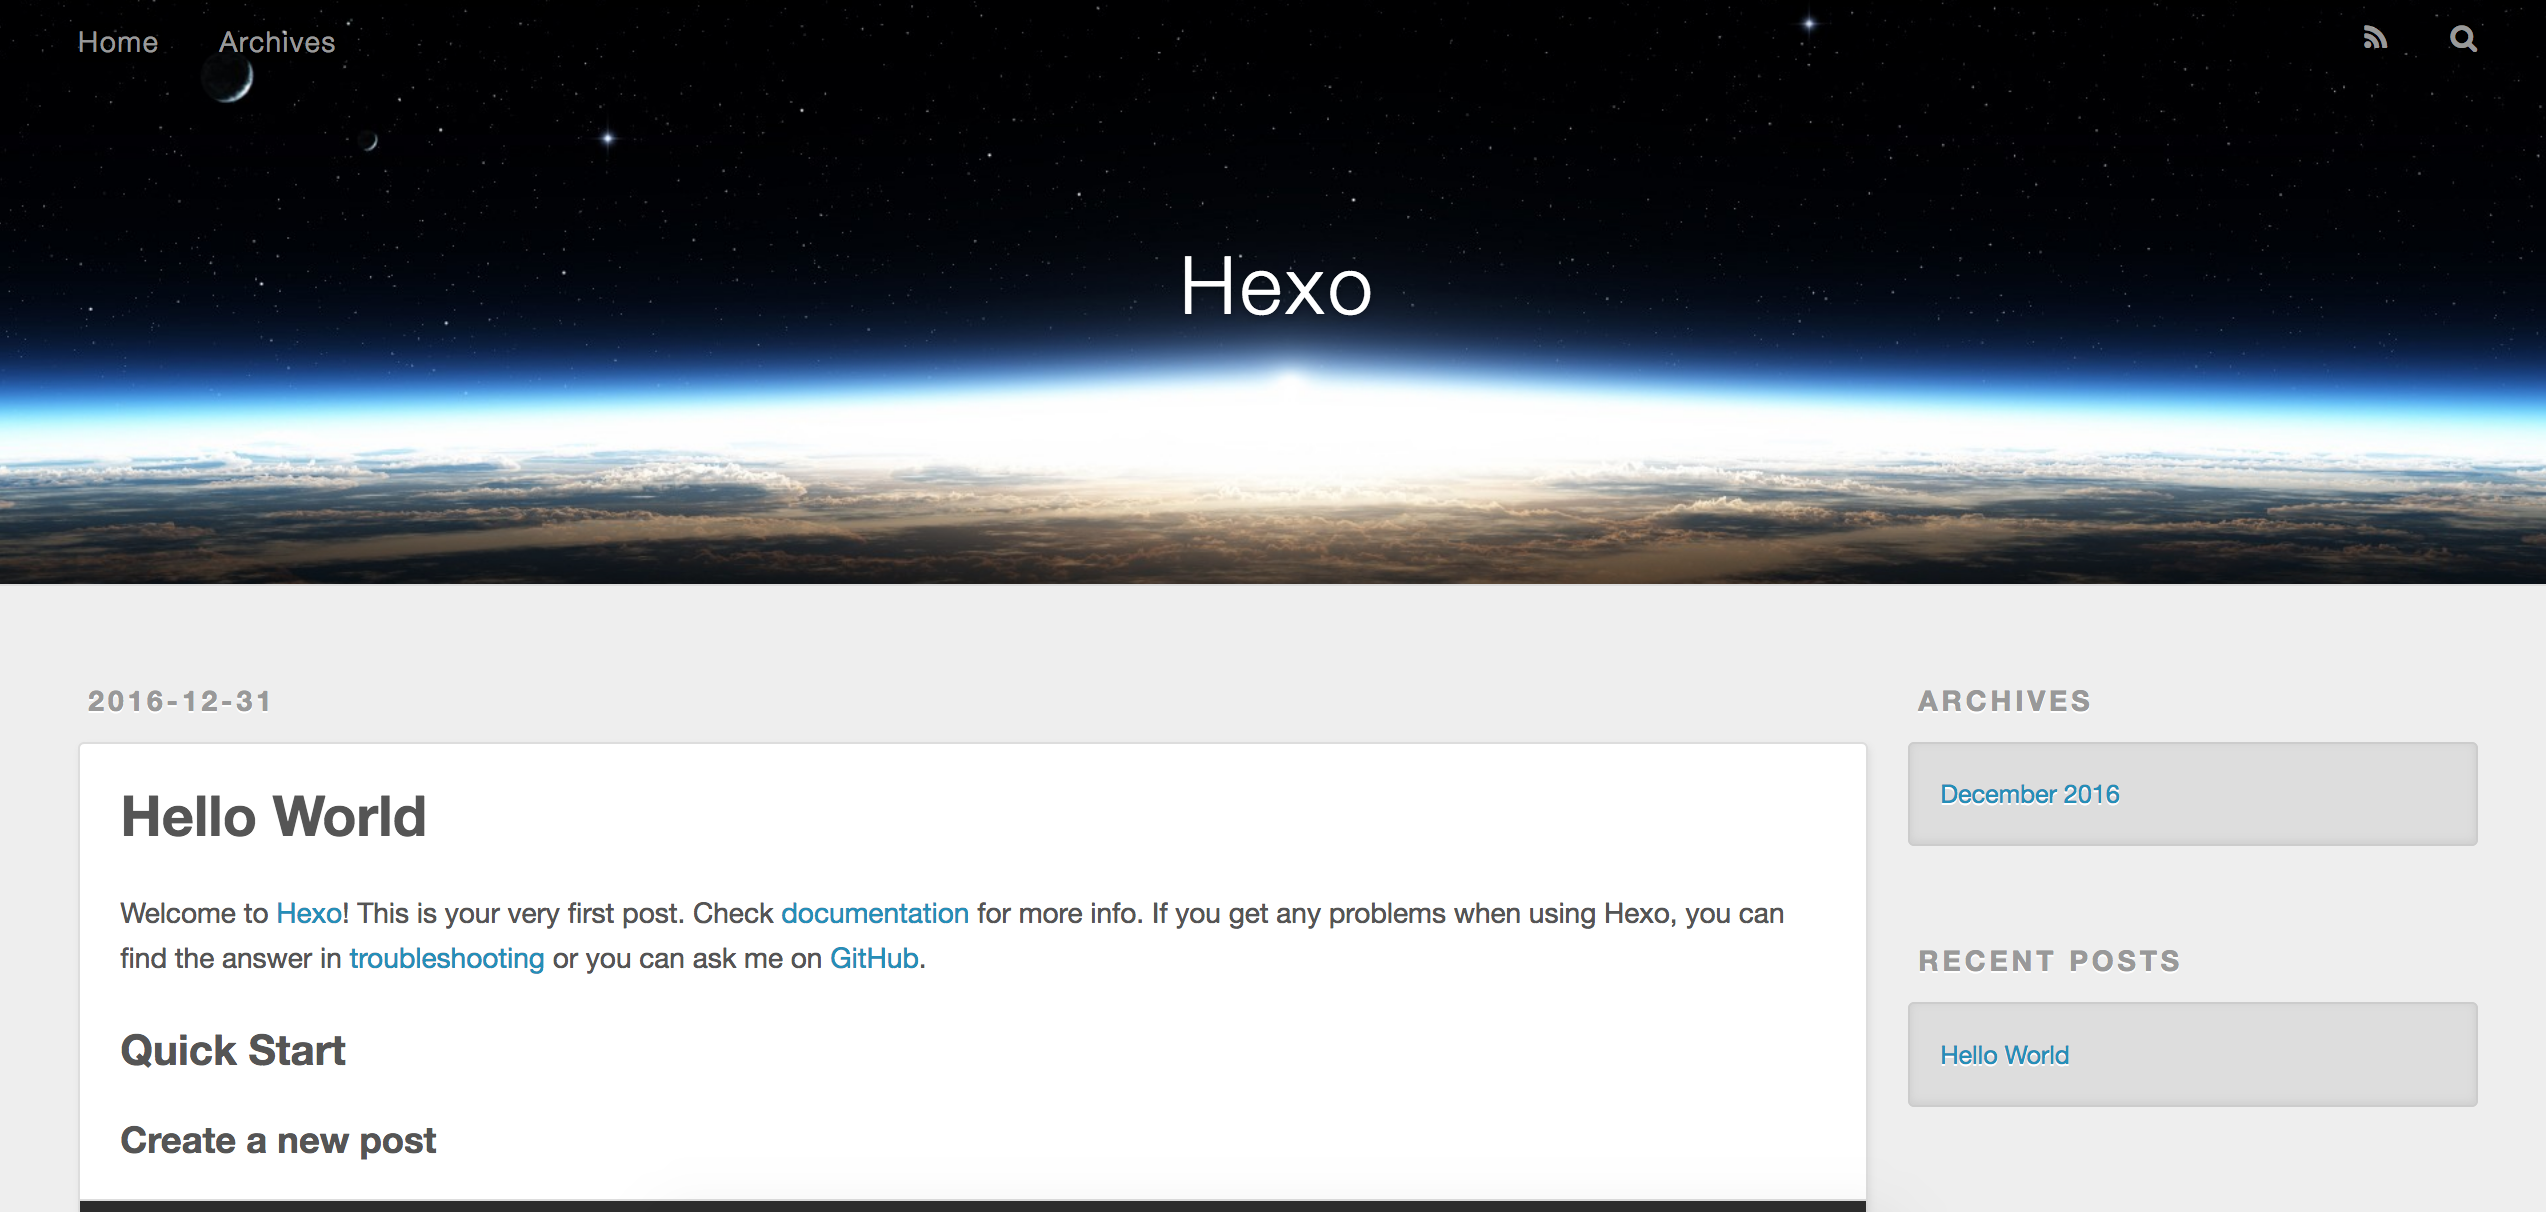 Home Archives
Hexo
2016-12-31
Hello World
Welcome to Hexo! This is your very first post. Check documentation for more info. If you get any problems when using Hexo, you can
find the answer in troubleshooting or you can ask me on GitHub.
Quick Start
Create a new post
ARCHIVES
December 2016
RECENT POSTS
Hello World